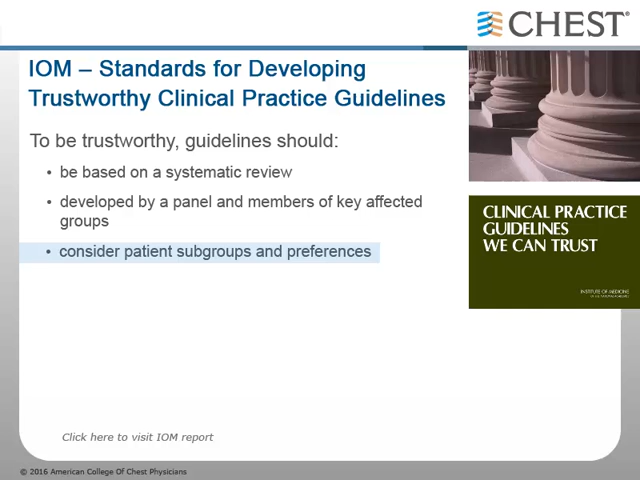 CHEST®
IOM – Standards for Developing
Trustworthy Clinical Practice Guidelines
To be trustworthy, guidelines should:
• be based on a systematic review
• developed by a panel and members of key affected
groups
• consider patient subgroups and preferences
CLINICAL PRACTICE
GUIDELINES
WE CAN TRUST
INSTITUTE OF MEDICINE
Click here to visit IOM report
© 2016 American College Of Chest Physicians